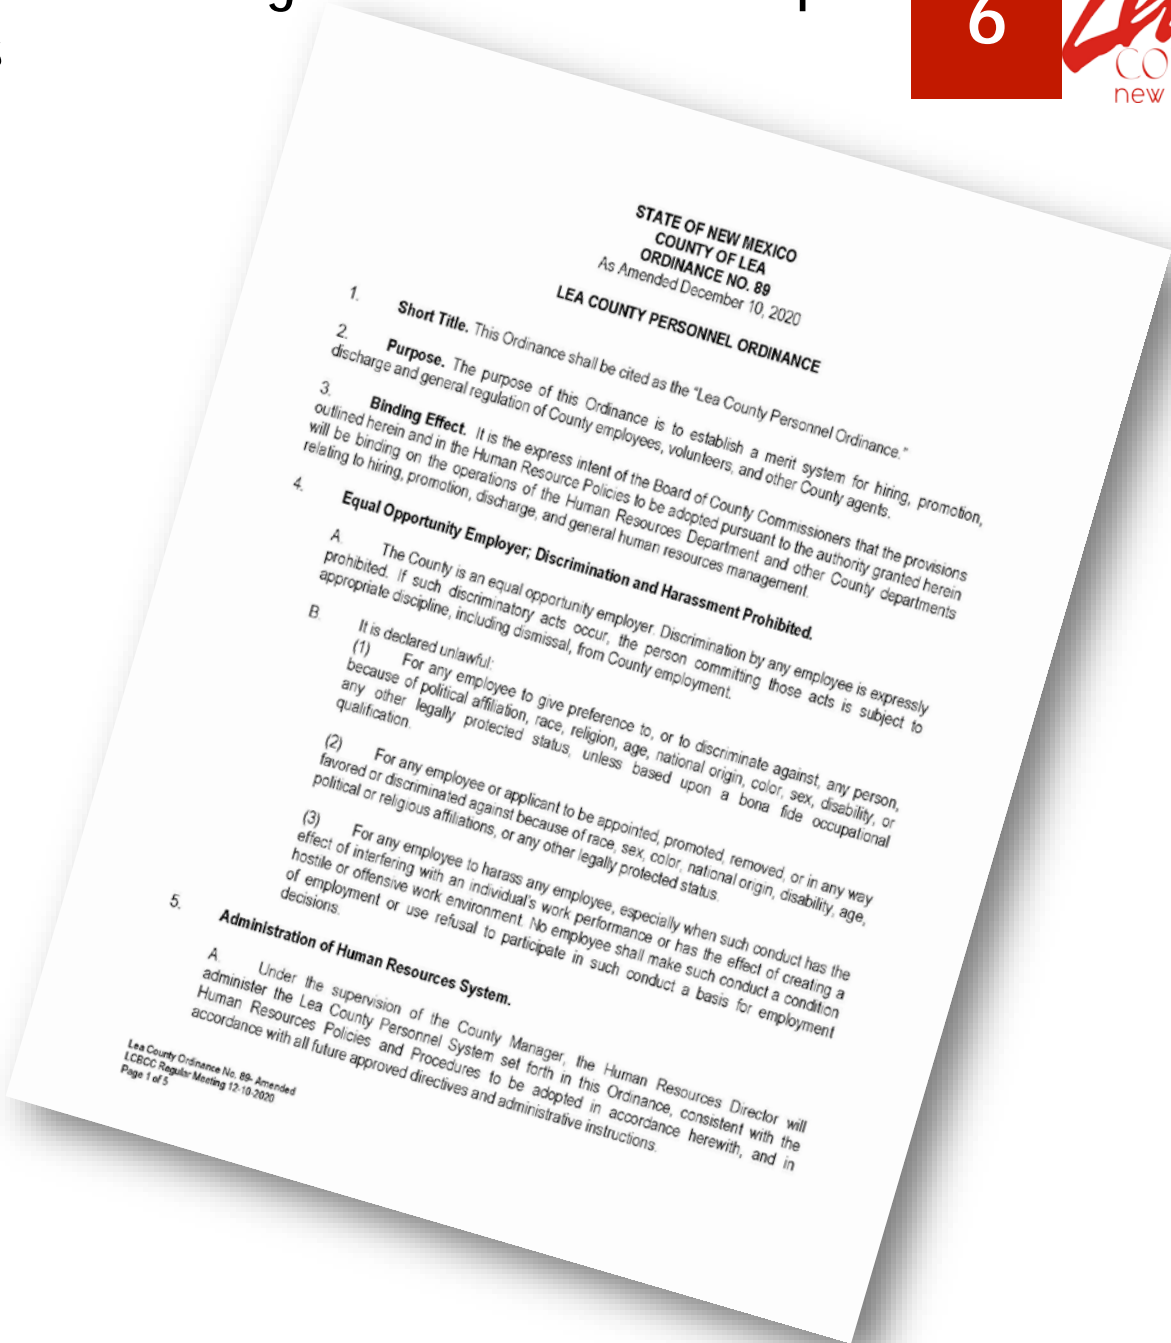 6
CO
new
STATE OF NEW MEXICO
COUNTY OF LEA
ORDINANCE NO. 89
As Amended December 10, 2020
LEA COUNTY PERSONNEL ORDINANCE
1. Short Title. This Ordinance shall be cited as the “Lea County Personnel Ordinance.”
2. Purpose. The purpose of this Ordinance is to establish a merit system for hiring, promotion,
discharge and general regulation of County employees, volunteers, and other County agents.
3. Binding Effect. It is the express intent of the Board of County Commissioners that the provisions
outlined herein and in the Human Resource Policies to be adopted pursuant to the authority granted herein
will be binding on the operations of the Human Resources Department and other County departments
relating to hiring, promotion, discharge, and general human resources management.
4. Equal Opportunity Employer; Discrimination and Harassment Prohibited.
A. The County is an equal opportunity employer. Discrimination by any employee is expressly
prohibited. If such discriminatory acts occur, the person committing those acts is subject to
appropriate discipline, including dismissal, from County employment.
B. It is declared unlawful:
(1) For any employee to give preference to, or to discriminate against, any person,
because of political affiliation, race, religion, age, national origin, color, sex, disability, or
any other legally protected status, unless based upon a bona fide occupational
qualification.
(2) For any employee or applicant to be appointed, promoted, removed, or in any way
favored or discriminated against because of race, sex, color, national origin, disability, age,
political or religious affiliations, or any other legally protected status.
(3) For any employee to harass any employee, especially when such conduct has the
effect of interfering with an individual’s work performance or has the effect of creating a
hostile or offensive work environment. No employee shall make such conduct a condition
of employment or use refusal to participate in such conduct a basis for employment
decisions.
5. Administration of Human Resources System.
A. Under the supervision of the County Manager, the Human Resources Director will
administer the Lea County Personnel System set forth in this Ordinance, consistent with the
Human Resources Policies and Procedures to be adopted in accordance herewith, and in
accordance with all future approved directives and administrative instructions.
Lea County Ordinance No. 89- Amended
LCBCC Regular Meeting 12-10-2020
Page 1 of 5